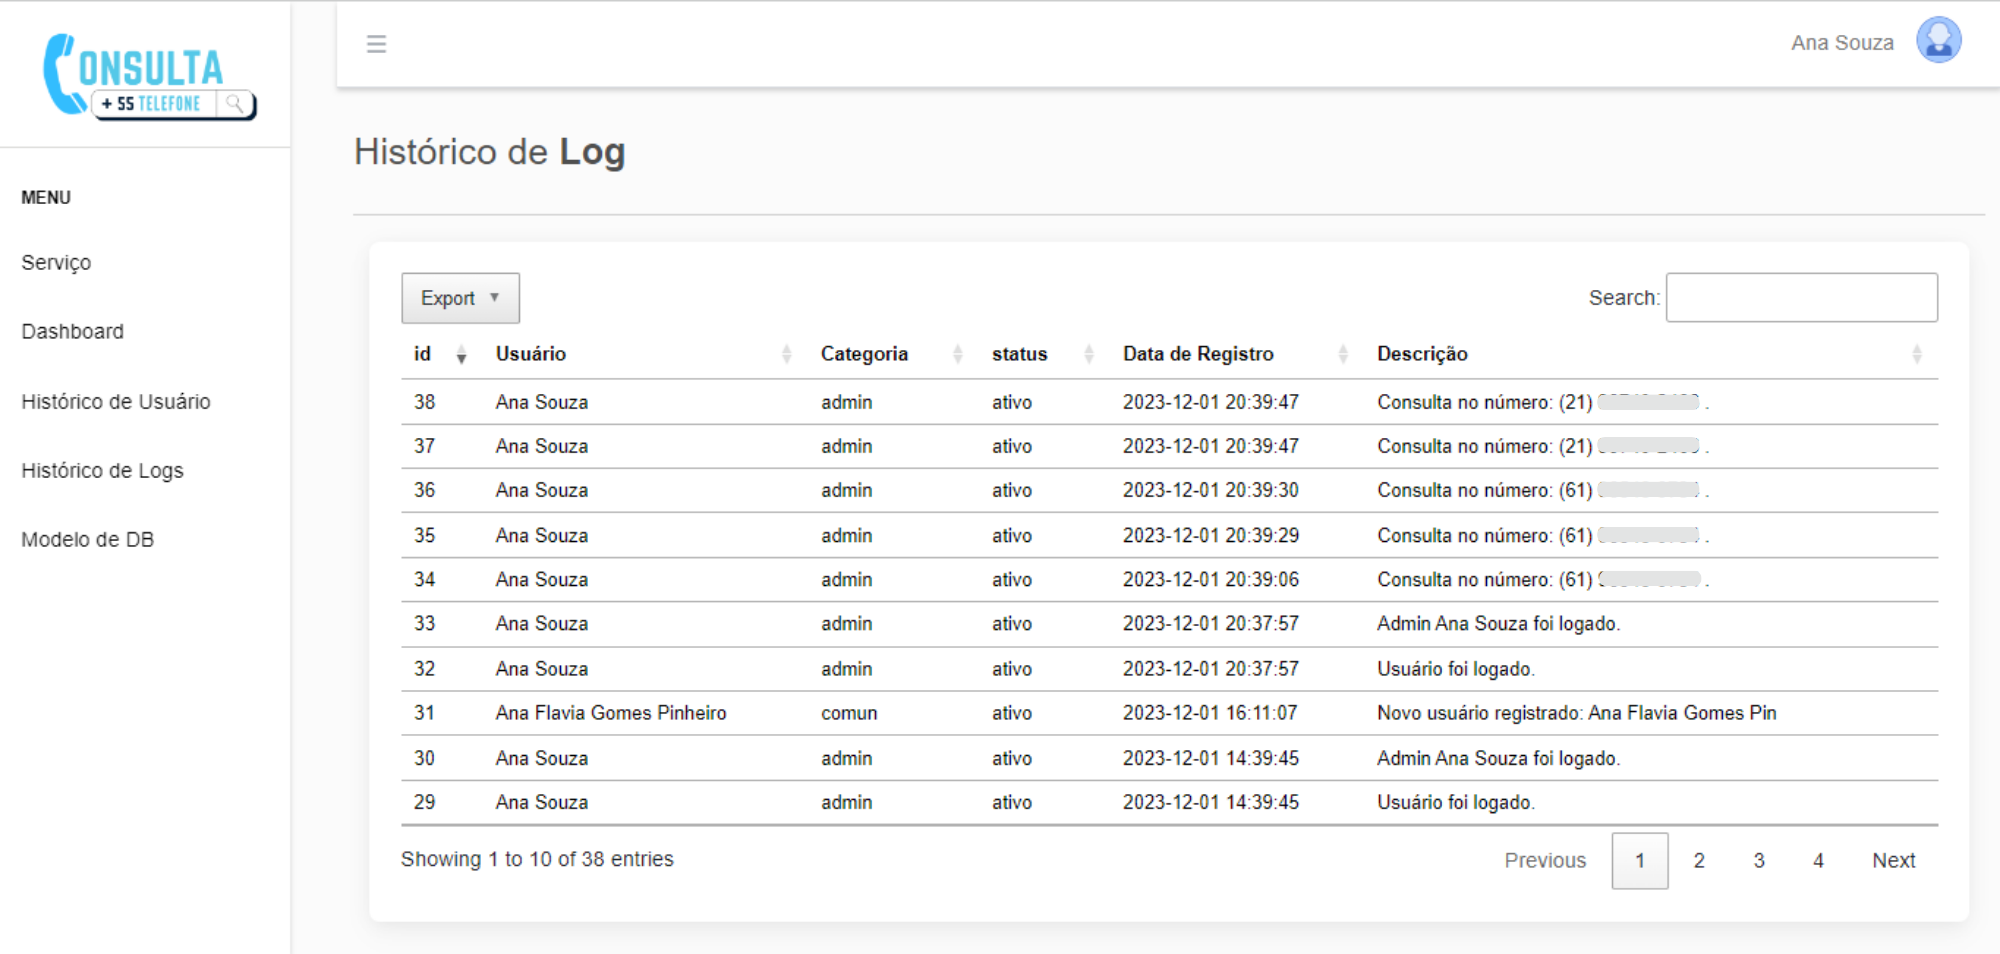 CONSULTA
+ 55 TELEFONE
Ana Souza
MENU
Serviço
Dashboard
Histórico de Usuário
Histórico de Logs
Modelo de DB
Histórico de Log
Export ▼
Search:
id Usuário Categoria status Data de Registro Descrição
38 Ana Souza admin ativo 2023-12-01 20:39:47 Consulta no número: (21) .
37 Ana Souza admin ativo 2023-12-01 20:39:47 Consulta no número: (21) .
36 Ana Souza admin ativo 2023-12-01 20:39:30 Consulta no número: (61) .
35 Ana Souza admin ativo 2023-12-01 20:39:29 Consulta no número: (61) .
34 Ana Souza admin ativo 2023-12-01 20:39:06 Consulta no número: (61) .
33 Ana Souza admin ativo 2023-12-01 20:37:57 Admin Ana Souza foi logado.
32 Ana Souza admin ativo 2023-12-01 20:37:57 Usuário foi logado.
31 Ana Flavia Gomes Pinheiro comun ativo 2023-12-01 16:11:07 Novo usuário registrado: Ana Flavia Gomes Pin
30 Ana Souza admin ativo 2023-12-01 14:39:45 Admin Ana Souza foi logado.
29 Ana Souza admin ativo 2023-12-01 14:39:45 Usuário foi logado.
Showing 1 to 10 of 38 entries
Previous 1 2 3 4 Next